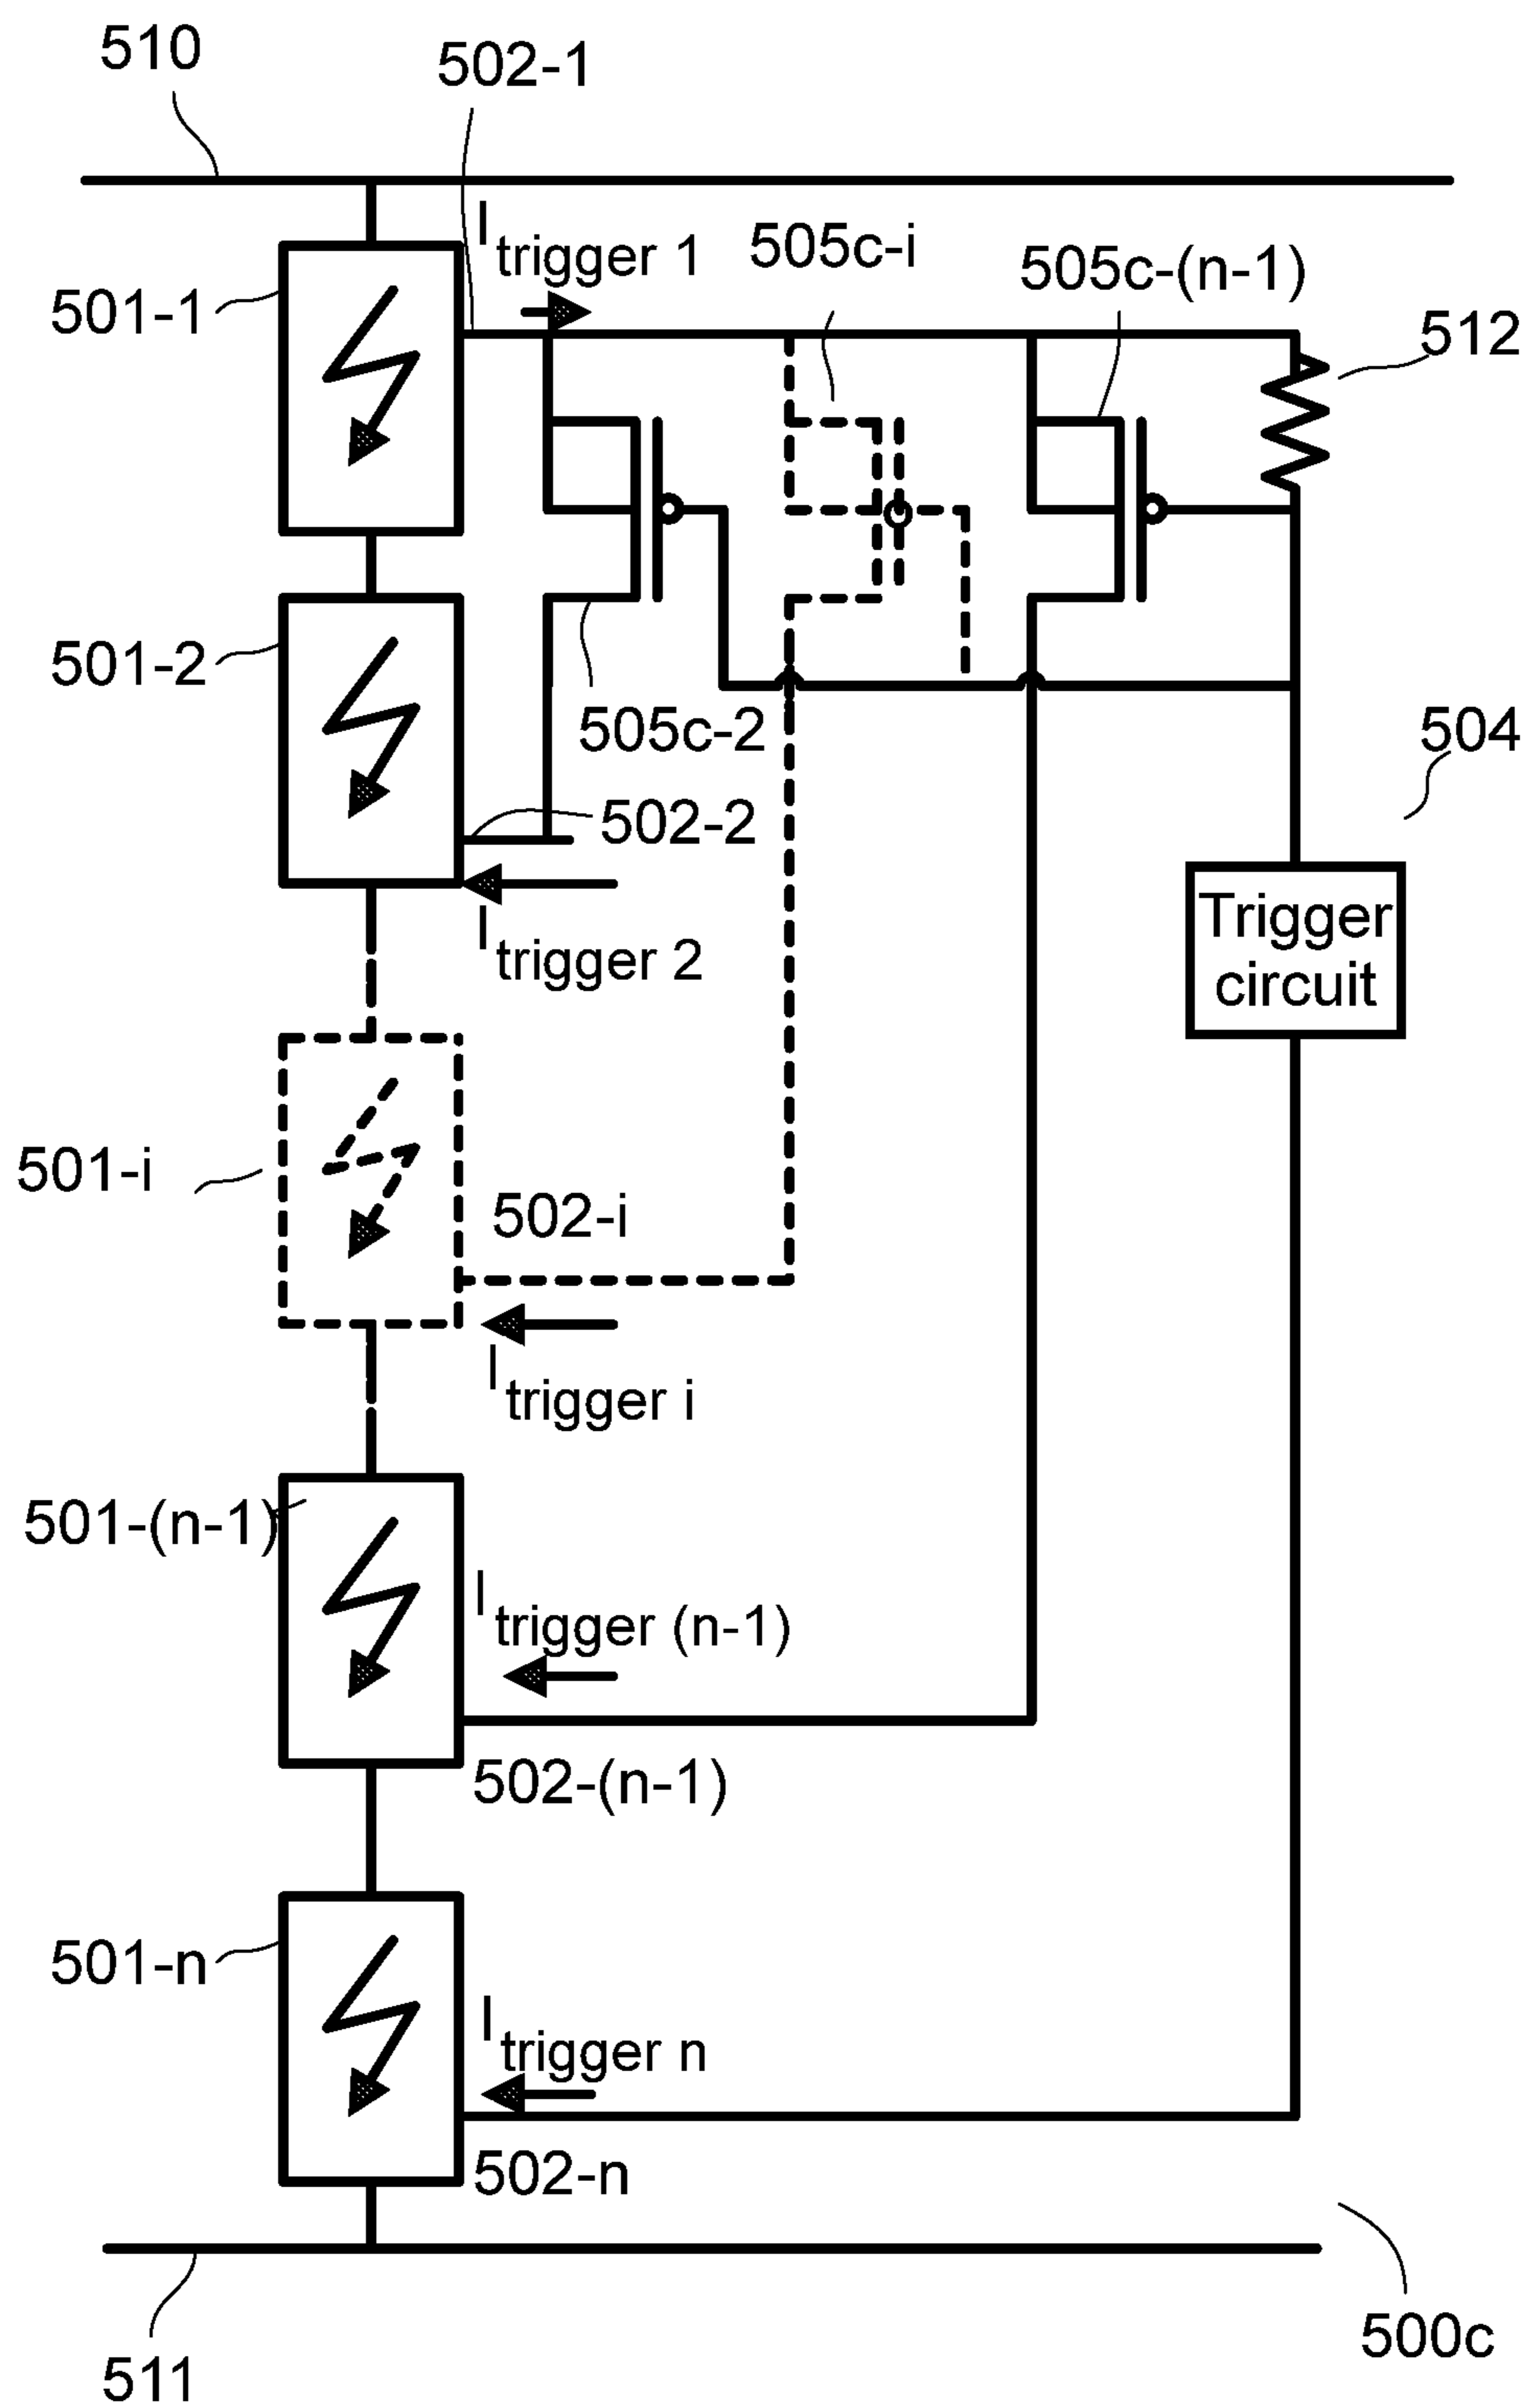 510
502-1
I trigger 1
505c-i
505c-(n-1)
501-1
512
501-2
505c-2
504
502-2
I trigger 2
Trigger
circuit
501-i
502-i
I trigger i
501-(n-1)
I trigger (n-1)
502-(n-1)
501-n
I trigger n
502-n
500c
511